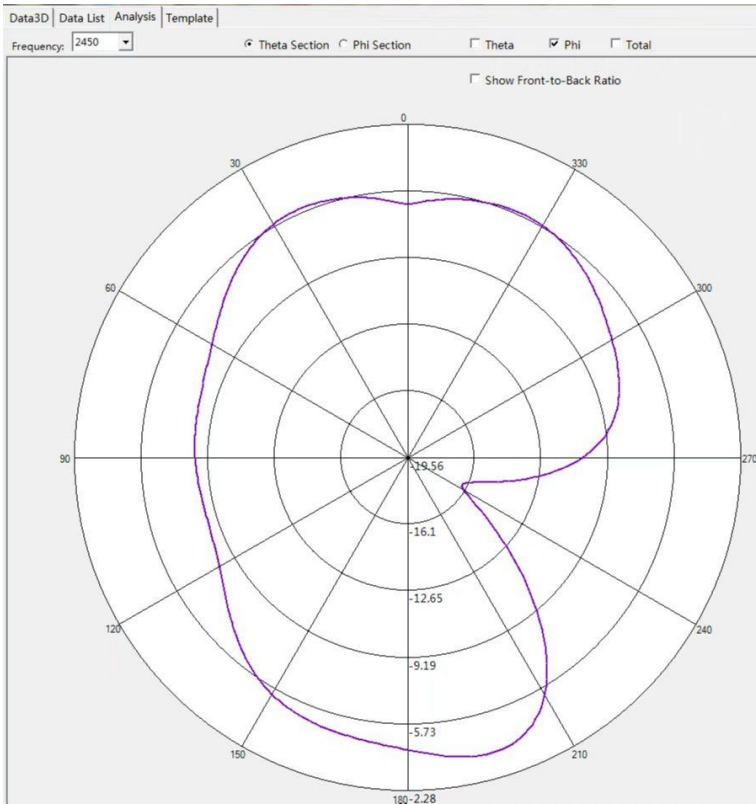 Data3D Data List Analysis Template
Frequency: 2450 Theta Section Phi Section Theta Phi Total
Show Front-to-Back Ratio
0
30 330
60 300
90 -19.56 270
-16.1
-12.65
120 240
-9.19
-5.73
150 210
180 -2.28